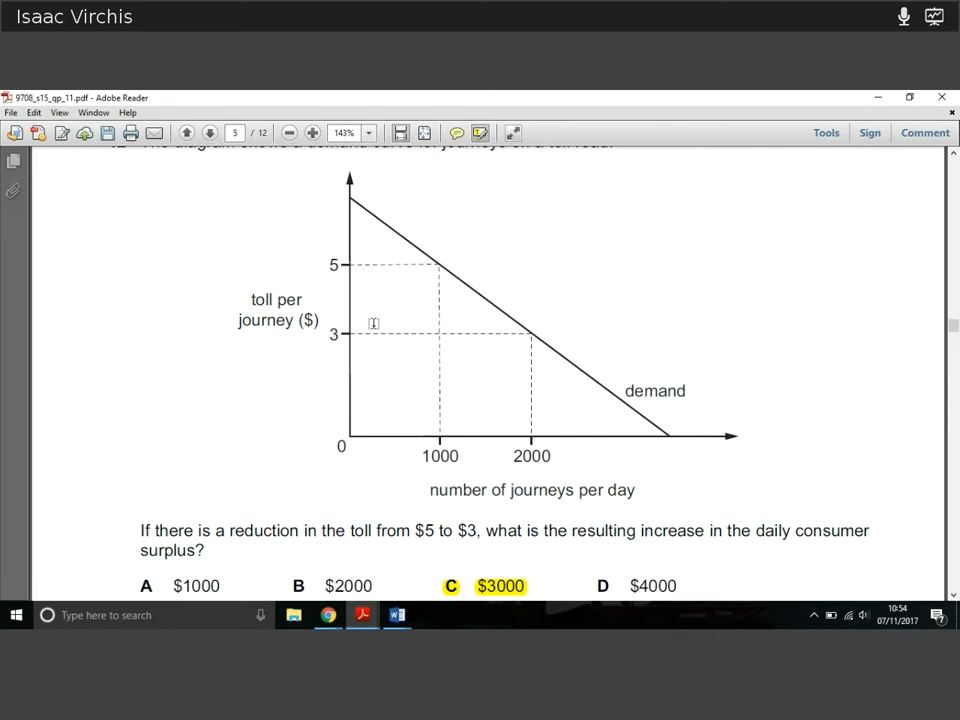 Isaac Virchis
9708_s15_qp_11.pdf - Adobe Reader
File Edit View Window Help
5 / 12 143% Tools Sign Comment
5
toll per
journey ($)
3
demand
0
1000 2000
number of journeys per day
If there is a reduction in the toll from $5 to $3, what is the resulting increase in the daily consumer
surplus?
A $1000 B $2000 C $3000 D $4000
Type here to search
10:54
07/11/2017
7